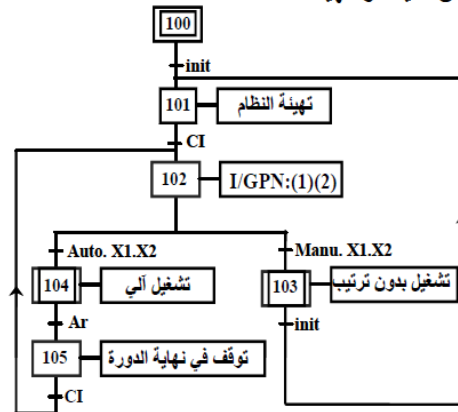 100
init
101 تهيئة النظام
CI
102 I/GPN:(1)(2)
Auto. X1.X2 Manu. X1.X2
104 تشغيل آلي 103 تشغيل بدون ترتيب
Ar init
105 توقف في نهاية الدورة
CI